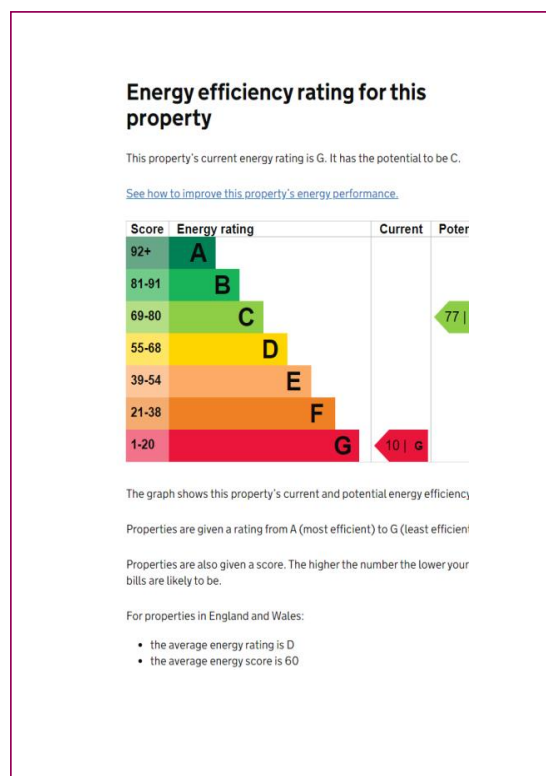 Energy efficiency rating for this
property
This property's current energy rating is G. It has the potential to be C.
See how to improve this property's energy performance.
Score Energy rating Current Poter
92+ A
81-91 B
69-80 C 77 |
55-68 D
39-54 E
21-38 F
1-20 G 10 | G
The graph shows this property's current and potential energy efficiency
Properties are given a rating from A (most efficient) to G (least efficient
Properties are also given a score. The higher the number the lower your
bills are likely to be.
For properties in England and Wales:
• the average energy rating is D
• the average energy score is 60